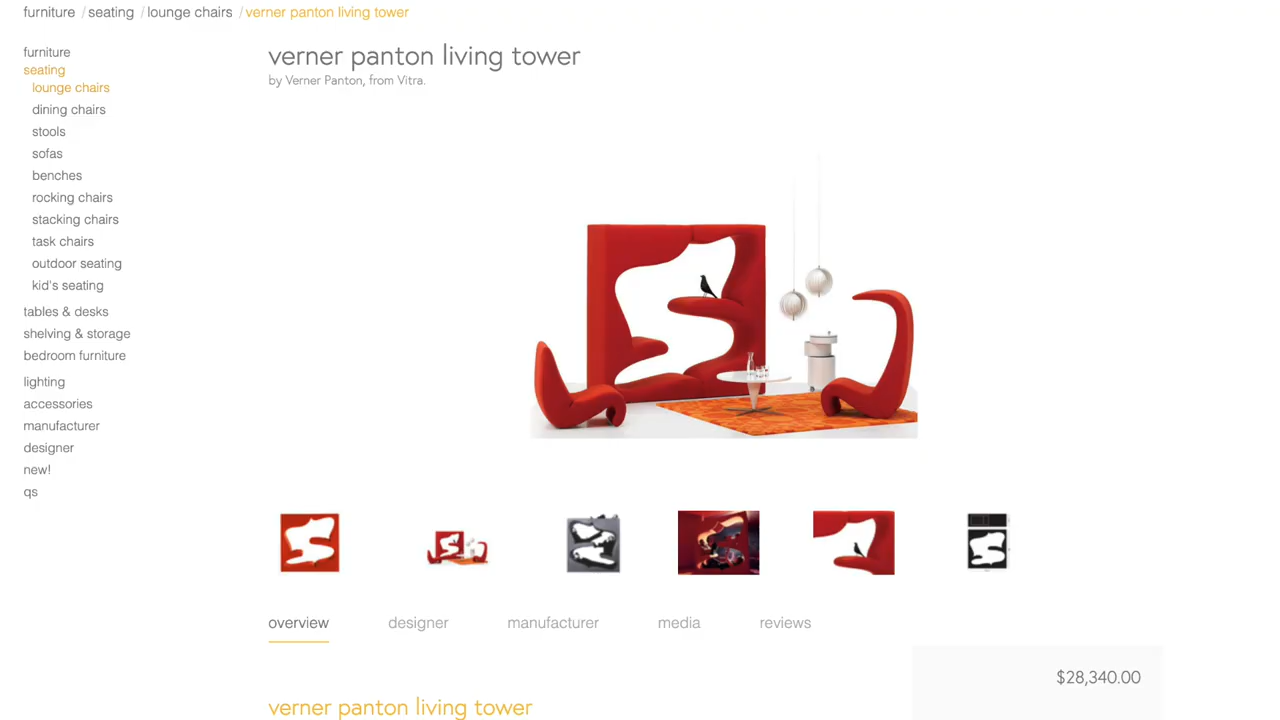 furniture / seating / lounge chairs / verner panton living tower
furniture
seating
lounge chairs
dining chairs
stools
sofas
benches
rocking chairs
stacking chairs
task chairs
outdoor seating
kid's seating
tables & desks
shelving & storage
bedroom furniture
lighting
accessories
manufacturer
designer
new!
qs
verner panton living tower
by Verner Panton, from Vitra.
overview designer manufacturer media reviews
$28,340.00
verner panton living tower